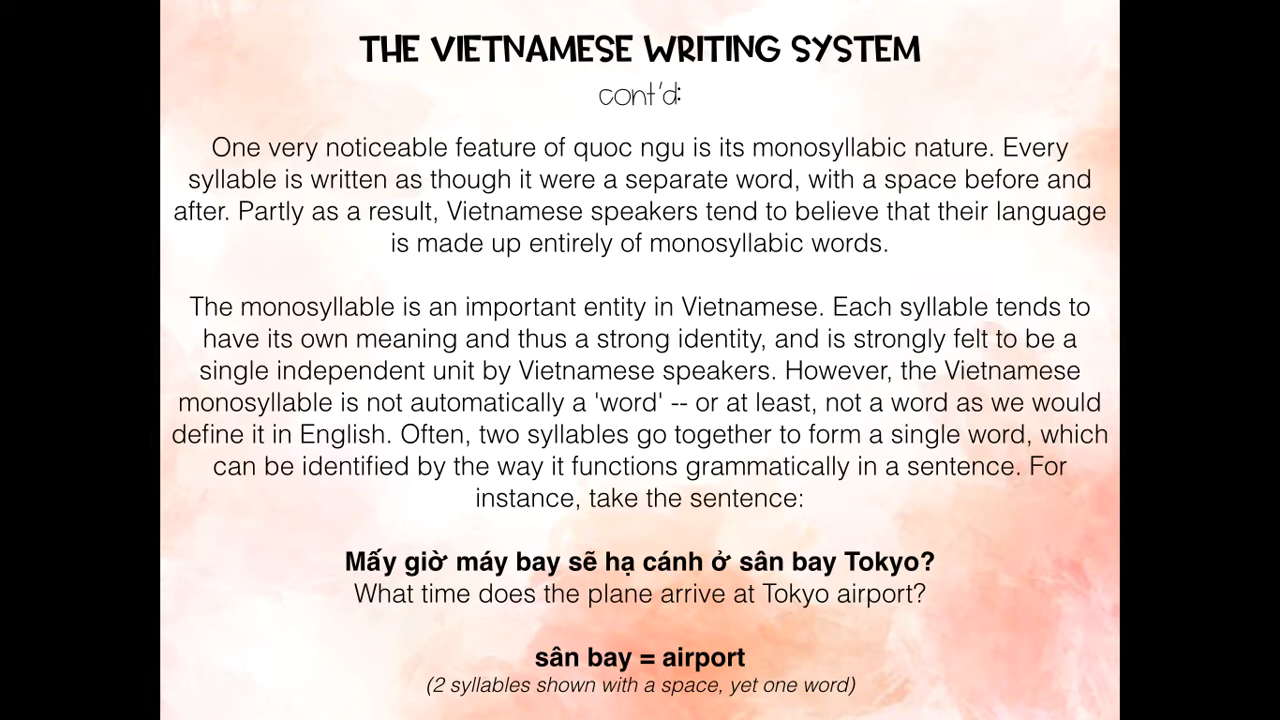 THE VIETNAMESE WRITING SYSTEM
cont'd:
One very noticeable feature of quoc ngu is its monosyllabic nature. Every
syllable is written as though it were a separate word, with a space before and
after. Partly as a result, Vietnamese speakers tend to believe that their language
is made up entirely of monosyllabic words.
The monosyllable is an important entity in Vietnamese. Each syllable tends to
have its own meaning and thus a strong identity, and is strongly felt to be a
single independent unit by Vietnamese speakers. However, the Vietnamese
monosyllable is not automatically a 'word' -- or at least, not a word as we would
define it in English. Often, two syllables go together to form a single word, which
can be identified by the way it functions grammatically in a sentence. For
instance, take the sentence:
Mấy giờ máy bay sẽ hạ cánh ở sân bay Tokyo?
What time does the plane arrive at Tokyo airport?
sân bay = airport
(2 syllables shown with a space, yet one word)